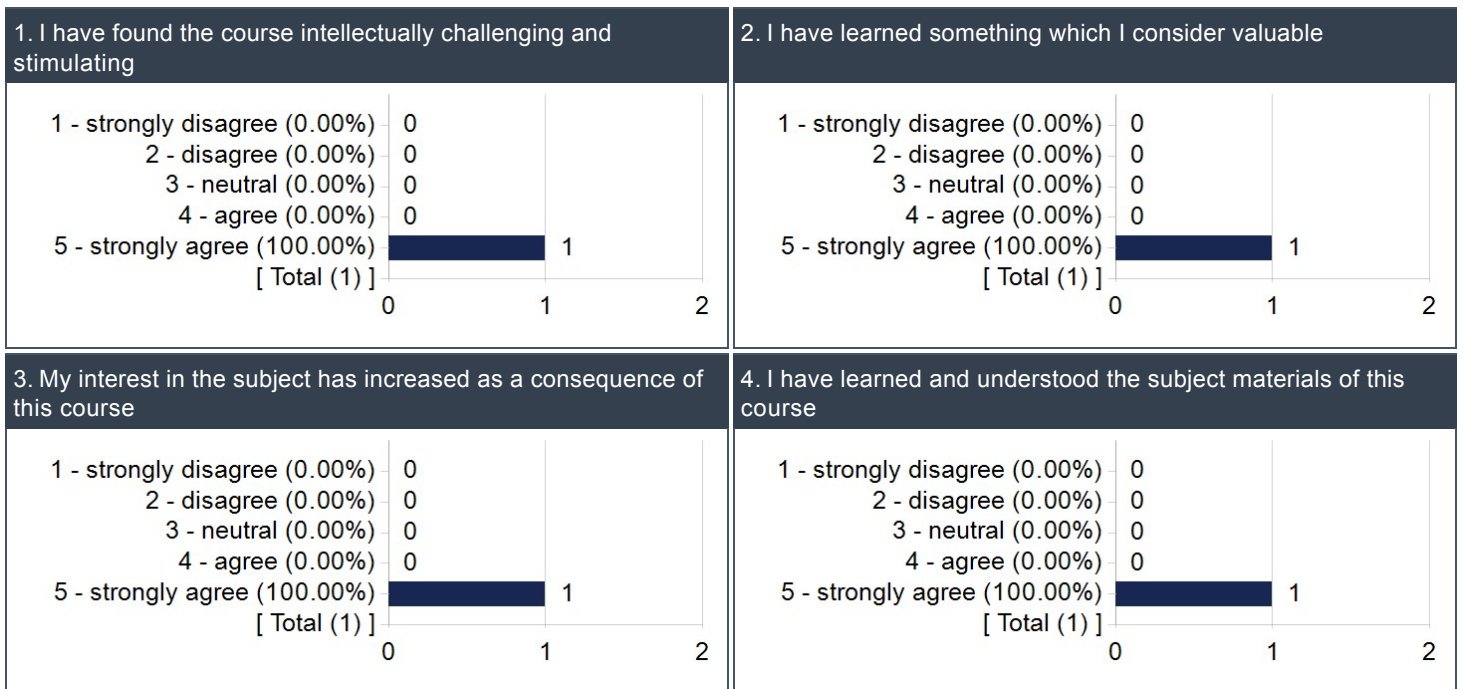 1. I have found the course intellectually challenging and
stimulating
1 - strongly disagree (0.00%) 0
2 - disagree (0.00%) 0
3 - neutral (0.00%) 0
4 - agree (0.00%) 0
5 - strongly agree (100.00%) 1
[ Total (1) ]
0 1 2
2. I have learned something which I consider valuable
1 - strongly disagree (0.00%) 0
2 - disagree (0.00%) 0
3 - neutral (0.00%) 0
4 - agree (0.00%) 0
5 - strongly agree (100.00%) 1
[ Total (1) ]
0 1 2
3. My interest in the subject has increased as a consequence of
this course
1 - strongly disagree (0.00%) 0
2 - disagree (0.00%) 0
3 - neutral (0.00%) 0
4 - agree (0.00%) 0
5 - strongly agree (100.00%) 1
[ Total (1) ]
0 1 2
4. I have learned and understood the subject materials of this
course
1 - strongly disagree (0.00%) 0
2 - disagree (0.00%) 0
3 - neutral (0.00%) 0
4 - agree (0.00%) 0
5 - strongly agree (100.00%) 1
[ Total (1) ]
0 1 2